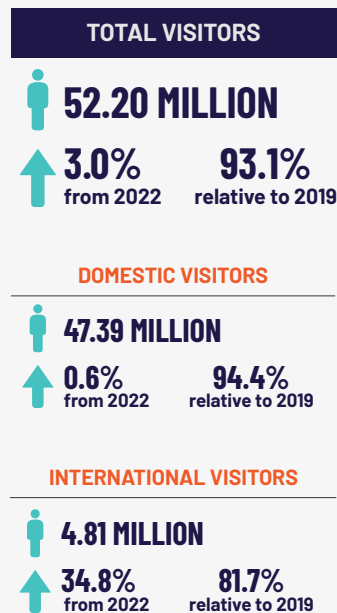 TOTAL VISITORS
52.20 MILLION
3.0% 93.1%
from 2022 relative to 2019
DOMESTIC VISITORS
47.39 MILLION
0.6% 94.4%
from 2022 relative to 2019
INTERNATIONAL VISITORS
4.81 MILLION
34.8% 81.7%
from 2022 relative to 2019